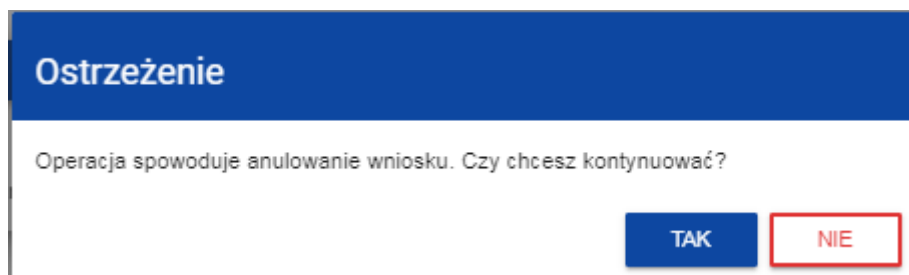 Ostrzeżenie
Operacja spowoduje anulowanie wniosku. Czy chcesz kontynuować?
TAK NIE